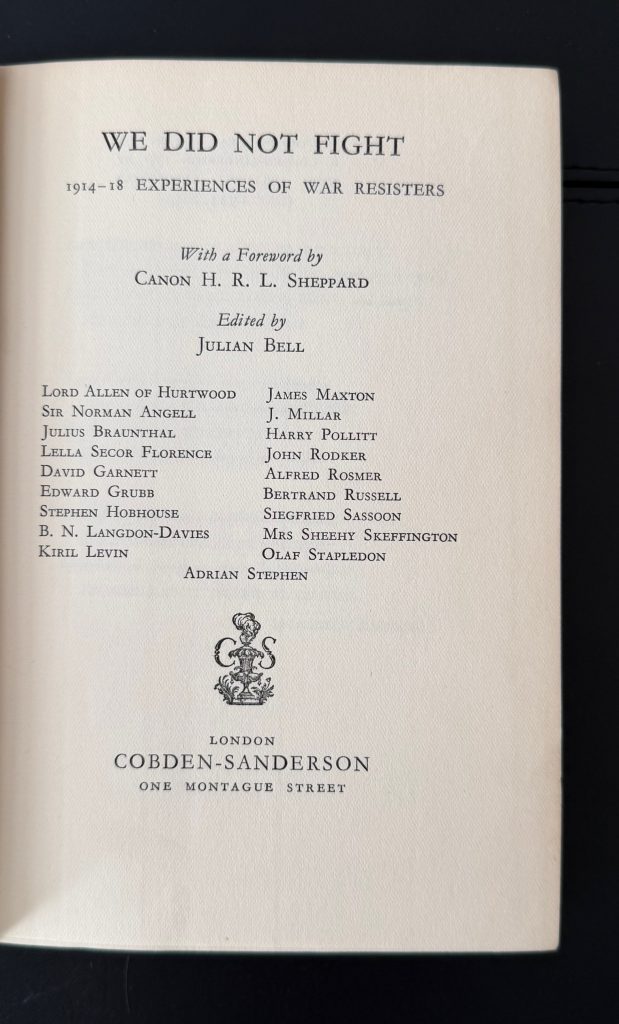 WE DID NOT FIGHT
1914–18 EXPERIENCES OF WAR RESISTERS
With a Foreword by
CANON H. R. L. SHEPPARD
Edited by
JULIAN BELL
LORD ALLEN OF HURTWOOD
SIR NORMAN ANGELL
JULIUS BRAUNTHAL
LELLA SECOR FLORENCE
DAVID GARNETT
EDWARD GRUBB
STEPHEN HOBHOUSE
B. N. LANGDON-DAVIES
KIRIL LEVIN
JAMES MAXTON
J. MILLAR
HARRY POLLITT
JOHN RODKER
ALFRED ROSMER
BERTRAND RUSSELL
SIEGFRIED SASSOON
MRS SHEEHY SKEFFINGTON
OLAF STAPLEDON
ADRIAN STEPHEN
C S
LONDON
COBDEN-SANDERSON
ONE MONTAGUE STREET